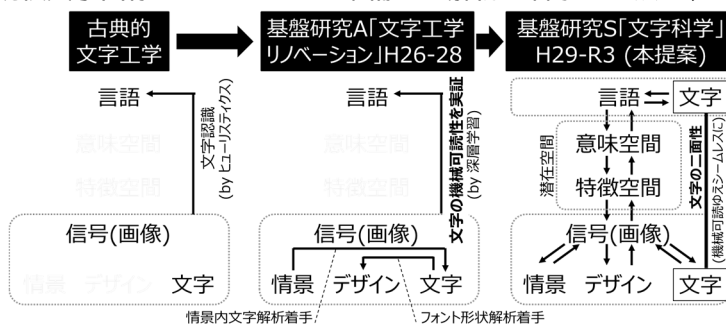 古典的
文字工学
基盤研究A「文字工学
リノベーション」H26-28
基盤研究S「文字科学」
H29-R3 (本提案)
言語
意味空間
特徴空間
信号(画像)
情景 デザイン 文字
文字認識
(by ヒューリスティクス)
言語
意味空間
特徴空間
信号(画像)
情景 デザイン 文字
文字の機械可読性を実証
(by 深層学習)
情景内文字解析着手
フォント形状解析着手
言語
文字
潜在空間
意味空間
特徴空間
信号(画像)
情景 デザイン 文字
文字の二面性
(機械可読ゆえシームレスに)